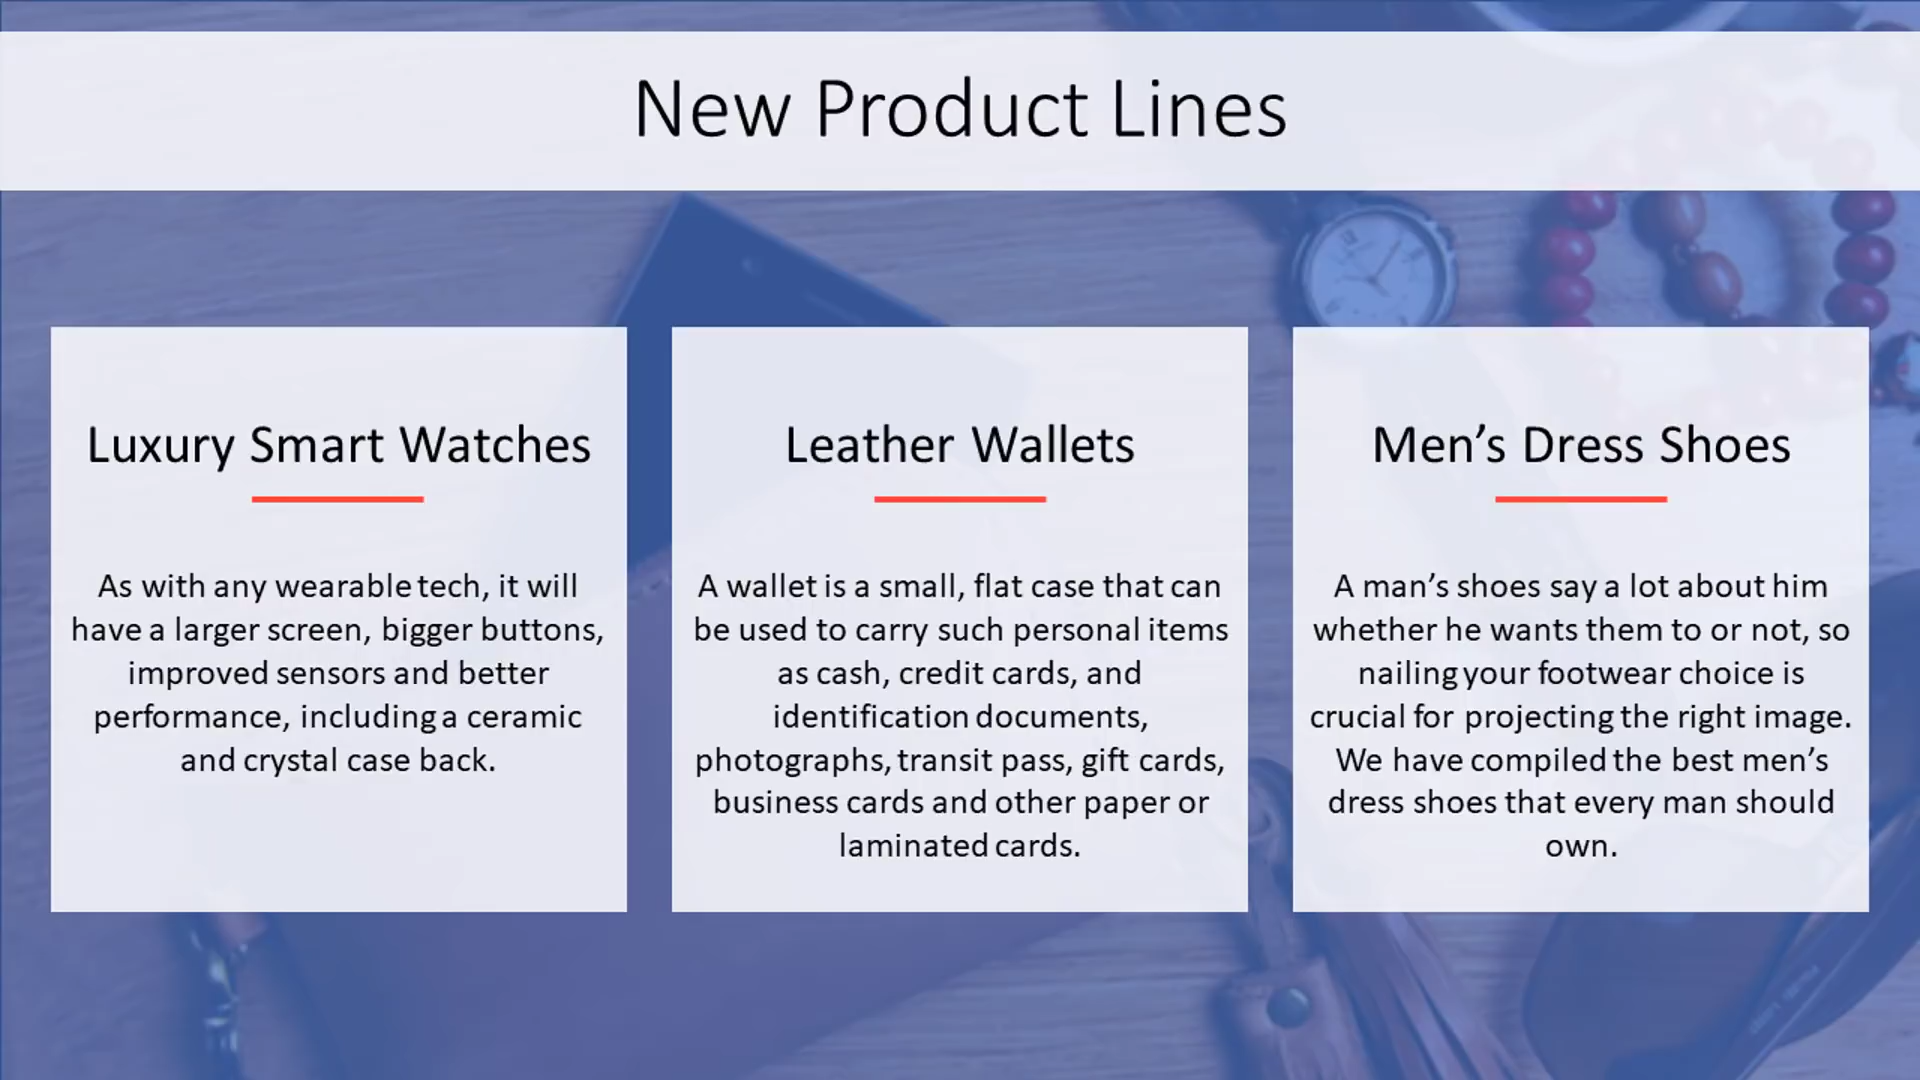 New Product Lines
Luxury Smart Watches
As with any wearable tech, it will
have a larger screen, bigger buttons,
improved sensors and better
performance, including a ceramic
and crystal case back.
Leather Wallets
A wallet is a small, flat case that can
be used to carry such personal items
as cash, credit cards, and
identification documents,
photographs, transit pass, gift cards,
business cards and other paper or
laminated cards.
Men’s Dress Shoes
A man’s shoes say a lot about him
whether he wants them to or not, so
nailing your footwear choice is
crucial for projecting the right image.
We have compiled the best men’s
dress shoes that every man should
own.